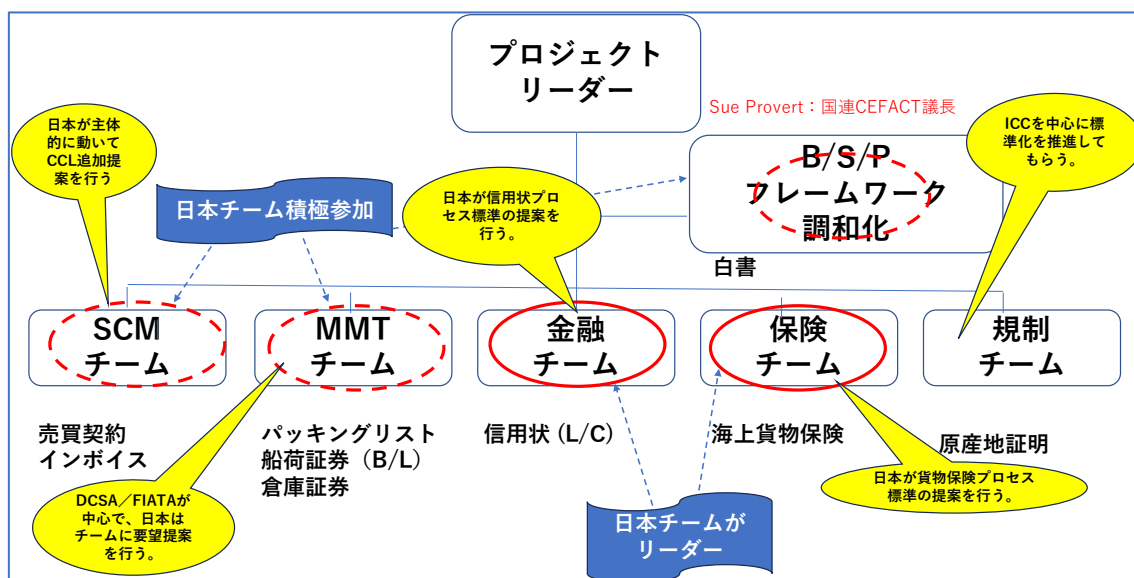 プロジェクト
リーダー
Sue Provert：国連CEFACT議長
日本が主体
的に動いて
CCL追加提
案を行う
ICCを中心に標
準化を推進して
もらう。
B/S/P
フレームワーク
調和化
日本チーム積極参加
日本が信用状プロ
セス標準の提案を
行う。
白書
SCM
チーム
MMT
チーム
金融
チーム
保険
チーム
規制
チーム
売買契約
インボイス
パッキングリスト
船荷証券（B/L）
倉庫証券
信用状 (L/C)
海上貨物保険
原産地証明
DCSA／FIATAが
中心で、日本は
チームに要望提案
を行う。
日本チームが
リーダー
日本が貨物保険プロセス
標準の提案を行う。